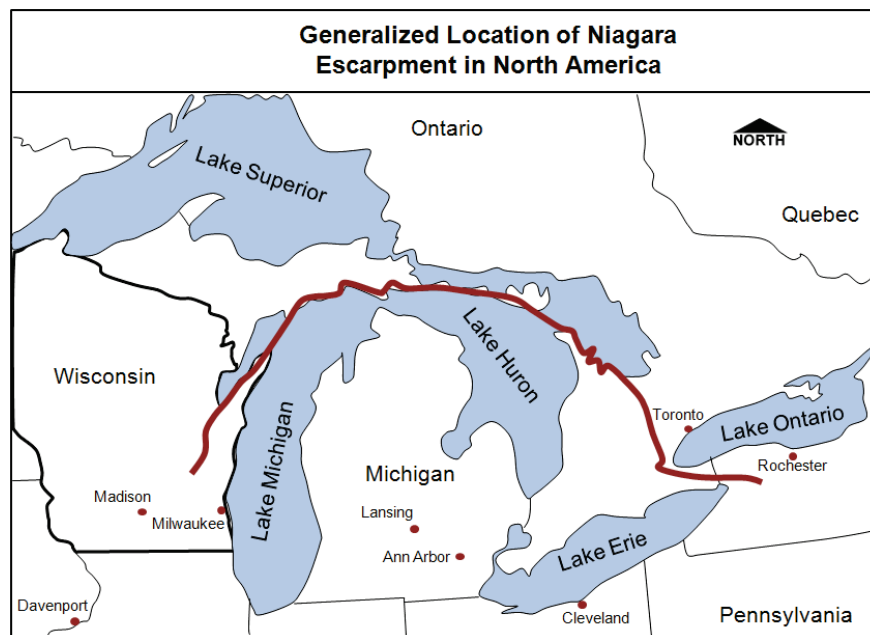 Generalized Location of Niagara
Escarpment in North America
Ontario
NORTH
Lake Superior
Quebec
Wisconsin
Lake Huron
Toronto
Lake Ontario
Rochester
Lake Michigan
Michigan
Madison
Milwaukee
Lansing
Ann Arbor
Lake Erie
Davenport
Cleveland
Pennsylvania